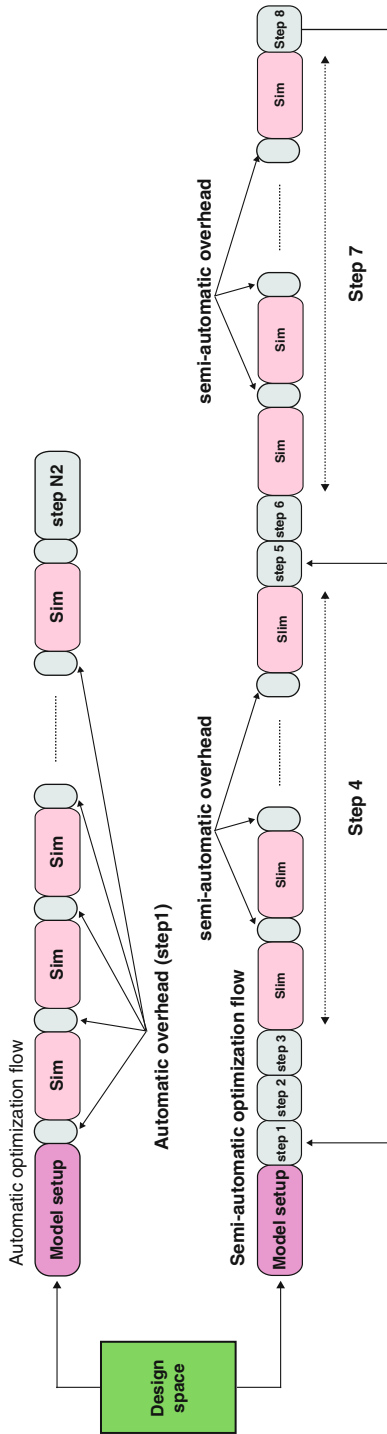 Design
space
Automatic optimization flow
Model setup
Sim
Sim
Sim
Sim
step N2
Automatic overhead (step1)
Semi-automatic optimization flow
Model setup
step 1
step 2
step 3
Slim
Slim
Slim
step 5
step 6
Sim
Sim
Sim
Step 8
semi-automatic overhead
semi-automatic overhead
Step 4
Step 7